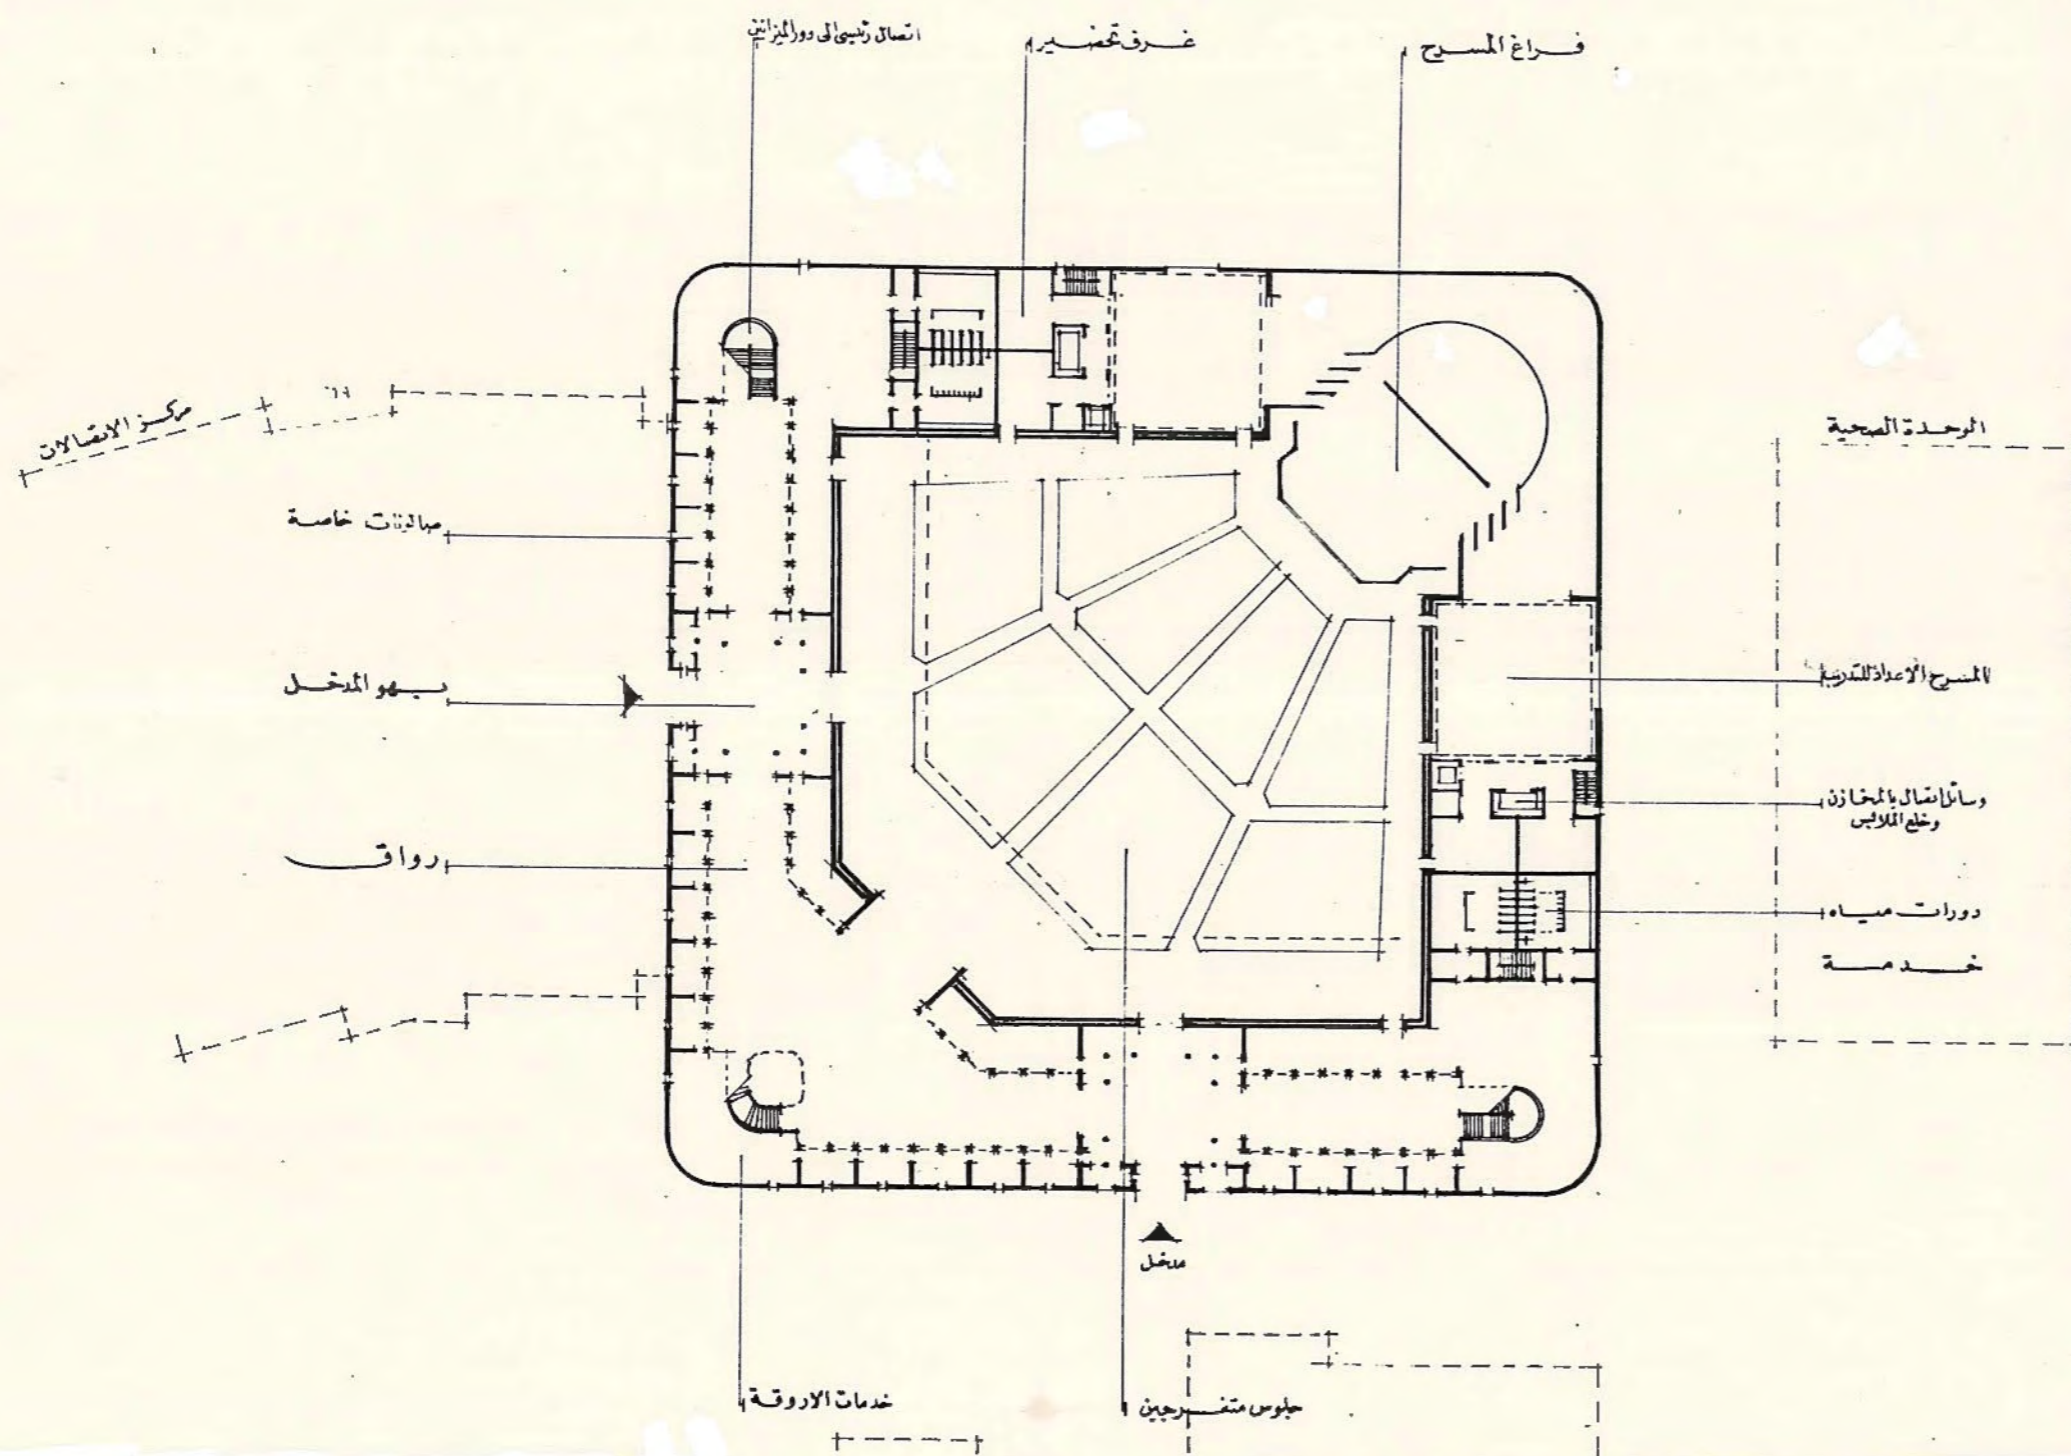 اتصال رئيسى الى دور الميزانين
غرف تحضير
فراغ المسرح
مركز الاتصالات
الوحدة الصحية
صالونات خاصة
بهو المدخل
المسرح الاعداد للتدريب
وسائل اتصال بالمخازن
وخلع الملابس
رواق
دورات مياه
خدمة
مدخل
خدمات الاروقة
جلوس متفرجين